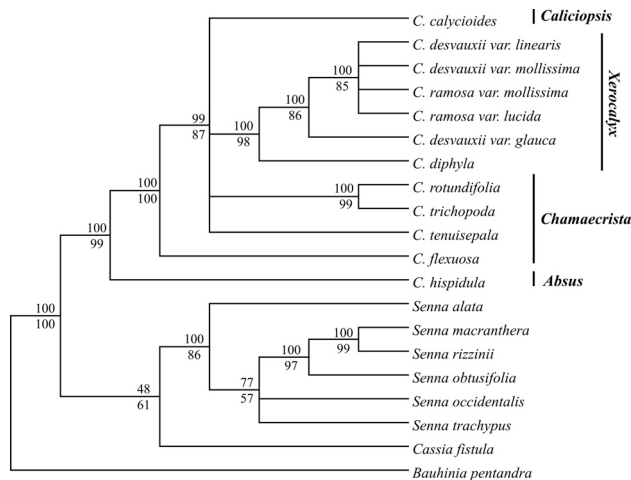 C. calycioides
Caliciopsis
C. desvauxii var. linearis
C. desvauxii var. mollissima
100
85
C. ramosa var. mollissima
Xerocalyx
100
86
C. ramosa var. lucida
99
87
100
98
C. desvauxii var. glauca
C. diphyla
100
100
100
99
C. rotundifolia
C. trichopoda
Chamaecrista
100
99
C. tenuisepala
C. flexuosa
C. hispidula
Absus
100
100
Senna alata
100
86
Senna macranthera
100
99
100
97
Senna rizzinii
Senna obtusifolia
48
61
77
57
Senna occidentalis
Senna trachypus
Cassia fistula
Bauhinia pentandra